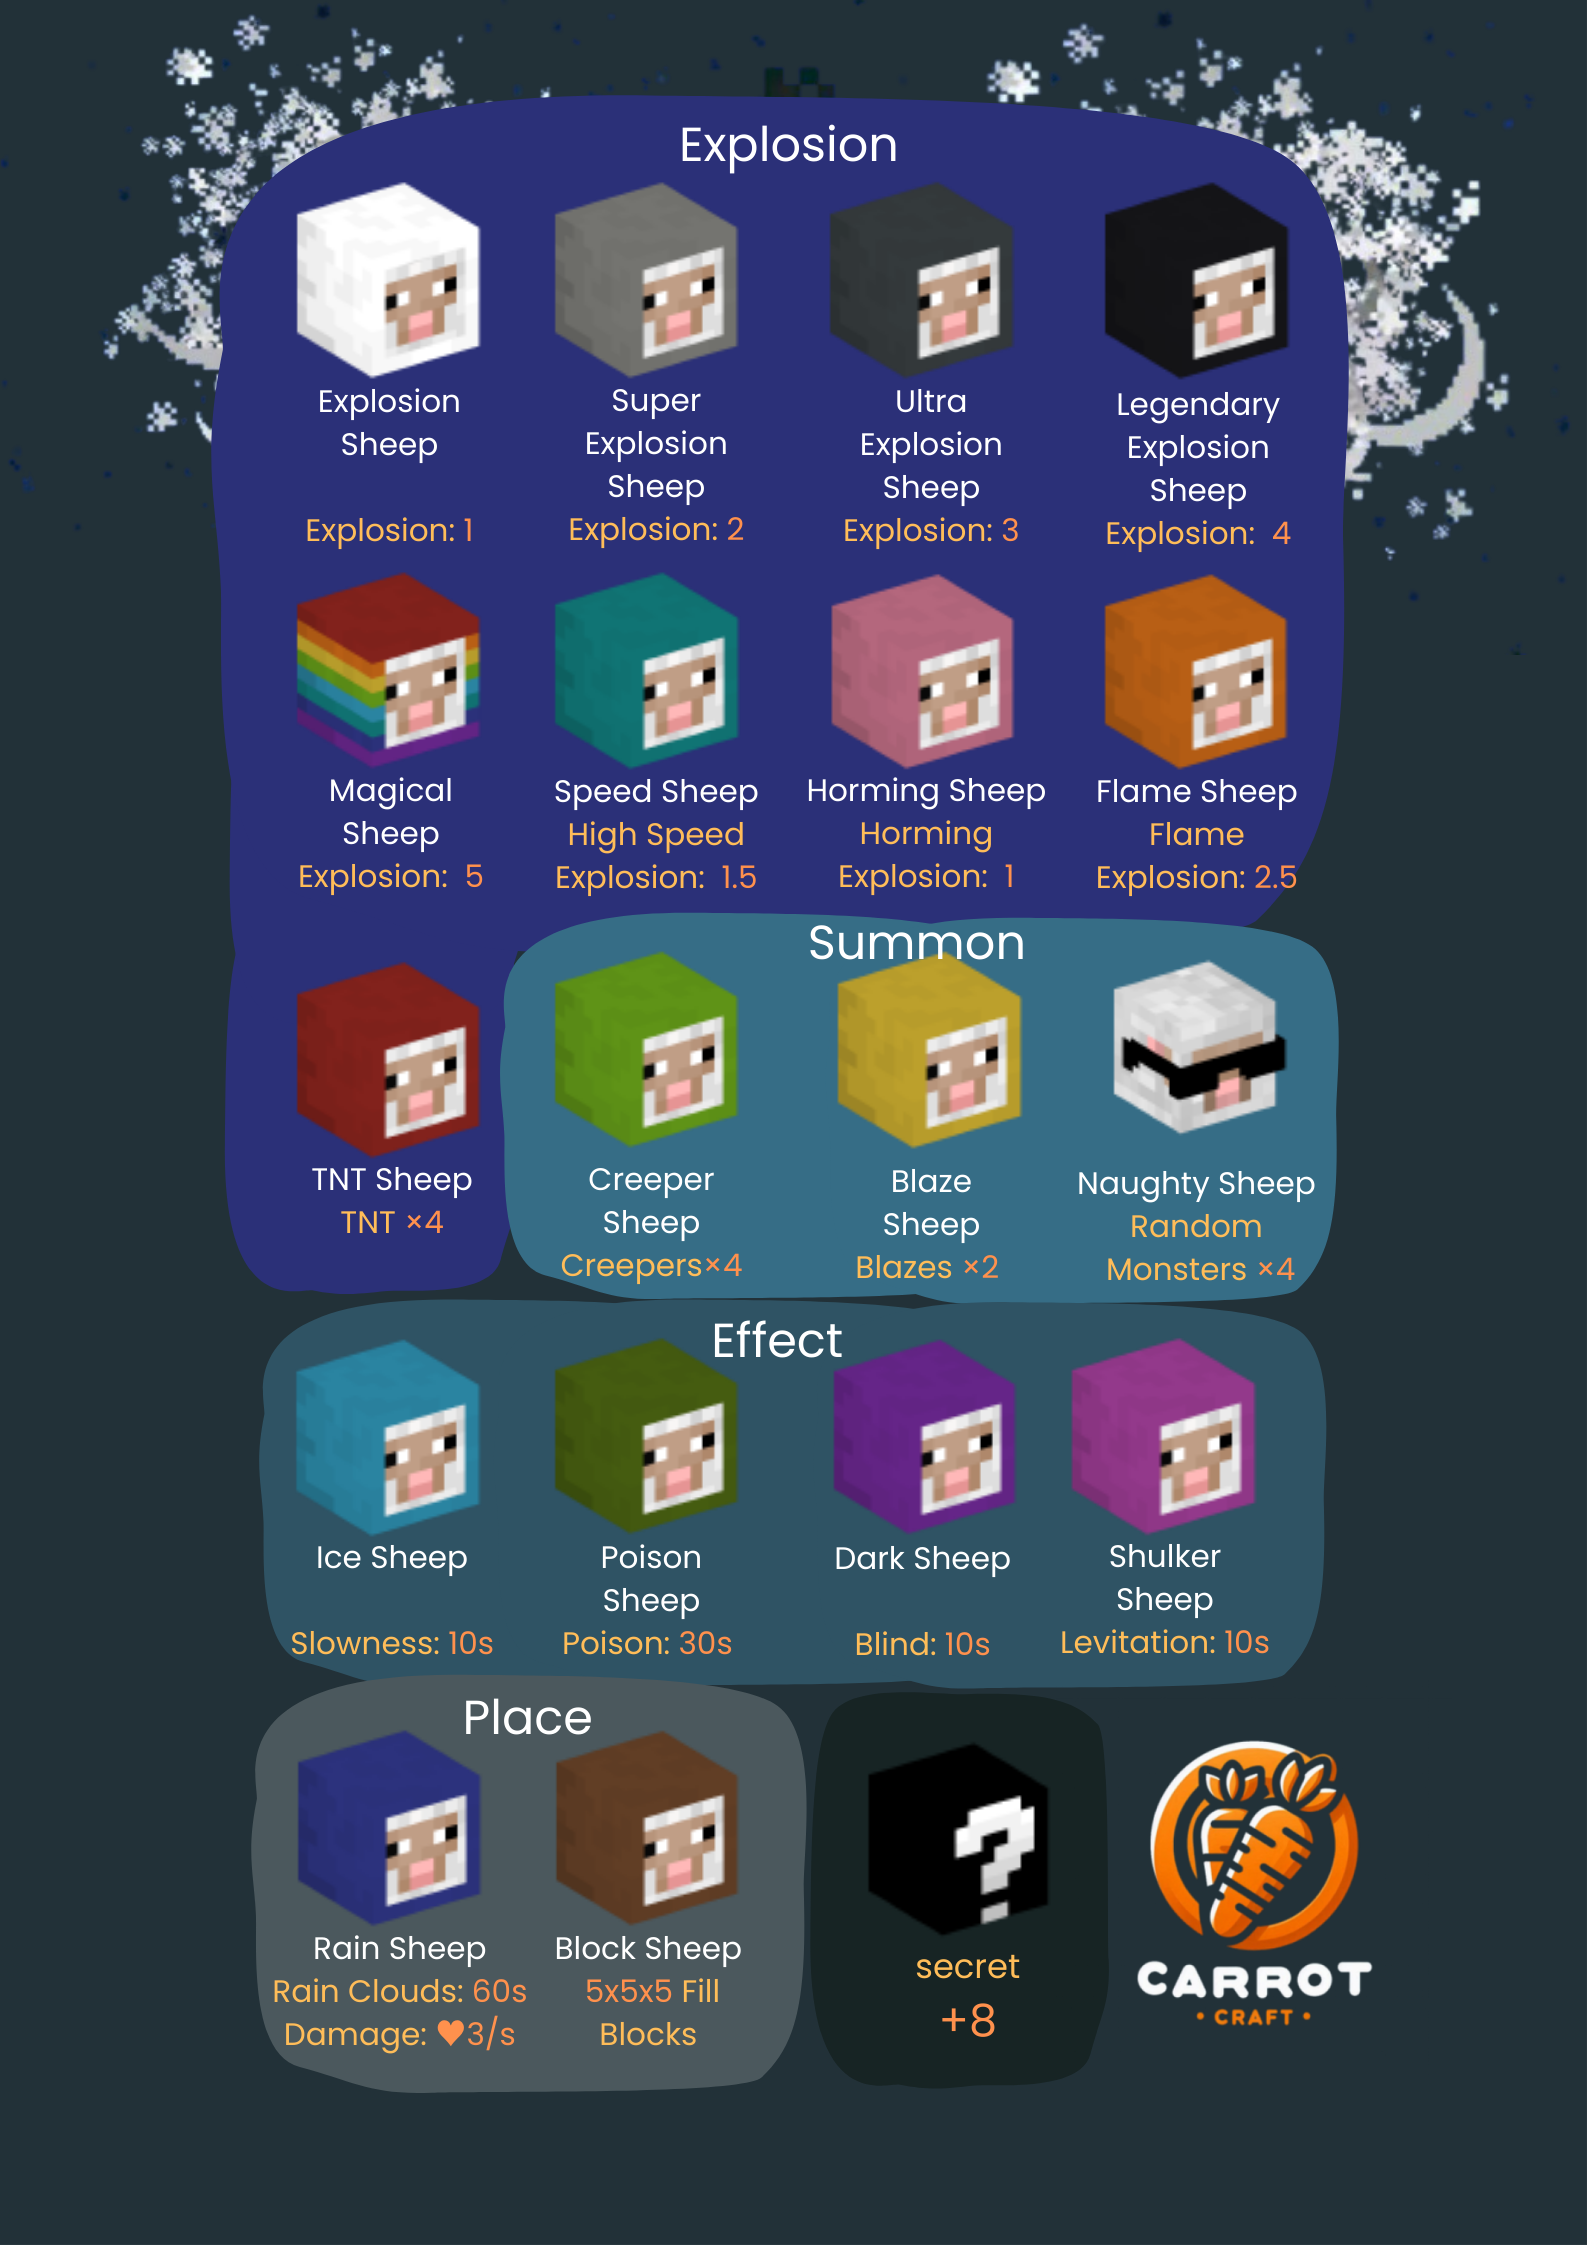 Explosion
Explosion
Sheep
Explosion: 1
Super
Explosion
Sheep
Explosion: 2
Ultra
Explosion
Sheep
Explosion: 3
Legendary
Explosion
Sheep
Explosion: 4
Magical
Sheep
Explosion: 5
Speed Sheep
High Speed
Explosion: 1.5
Horming Sheep
Horming
Explosion: 1
Flame Sheep
Flame
Explosion: 2.5
TNT Sheep
TNT ×4
Summon
Creeper
Sheep
Creepers×4
Blaze
Sheep
Blazes ×2
Naughty Sheep
Random
Monsters ×4
Effect
Ice Sheep
Slowness: 10s
Poison
Sheep
Poison: 30s
Dark Sheep
Blind: 10s
Shulker
Sheep
Levitation: 10s
Place
Rain Sheep
Rain Clouds: 60s
Damage: ♥3/s
Block Sheep
5x5x5 Fill
Blocks
?
secret
+8
CARROT
• CRAFT •